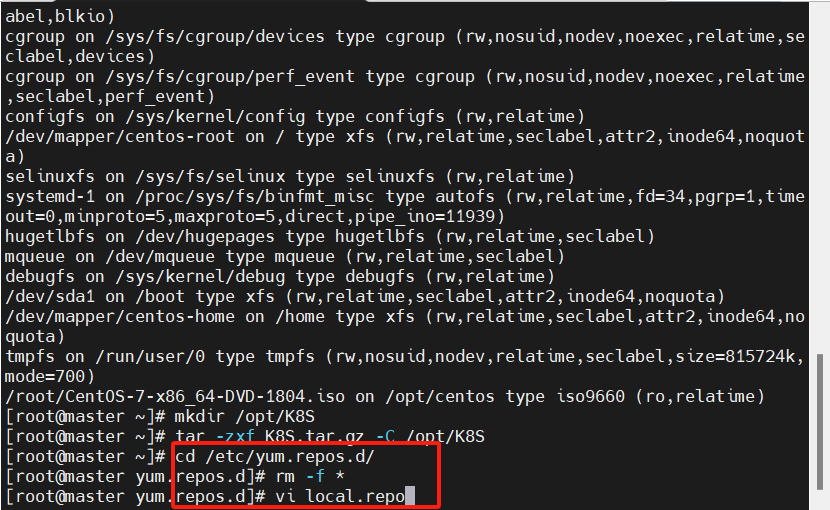 abel,blkio)
cgroup on /sys/fs/cgroup/devices type cgroup (rw,nosuid,nodev,noexec,relatime,se
clabel,devices)
cgroup on /sys/fs/cgroup/perf_event type cgroup (rw,nosuid,nodev,noexec,relatime
,seclabel,perf_event)
configfs on /sys/kernel/config type configfs (rw,relatime)
/dev/mapper/centos-root on / type xfs (rw,relatime,seclabel,attr2,inode64,noquot
a)
selinuxfs on /sys/fs/selinux type selinuxfs (rw,relatime)
systemd-1 on /proc/sys/fs/binfmt_misc type autofs (rw,relatime,fd=34,pgrp=1,time
out=0,minproto=5,maxproto=5,direct,pipe_ino=11939)
hugetlbfs on /dev/hugepages type hugetlbfs (rw,relatime,seclabel)
mqueue on /dev/mqueue type mqueue (rw,relatime,seclabel)
debugfs on /sys/kernel/debug type debugfs (rw,relatime)
/dev/sda1 on /boot type xfs (rw,relatime,seclabel,attr2,inode64,noquota)
/dev/mapper/centos-home on /home type xfs (rw,relatime,seclabel,attr2,inode64,no
quota)
tmpfs on /run/user/0 type tmpfs (rw,nosuid,nodev,relatime,seclabel,size=815724k,
mode=700)
/root/CentOS-7-x86_64-DVD-1804.iso on /opt/centos type iso9660 (ro,relatime)
[root@master ~]# mkdir /opt/K8S
[root@master ~]# tar -zxf K8S.tar.gz -C /opt/K8S
[root@master ~]# cd /etc/yum.repos.d/
[root@master yum.repos.d]# rm -f *
[root@master yum.repos.d]# vi local.repo